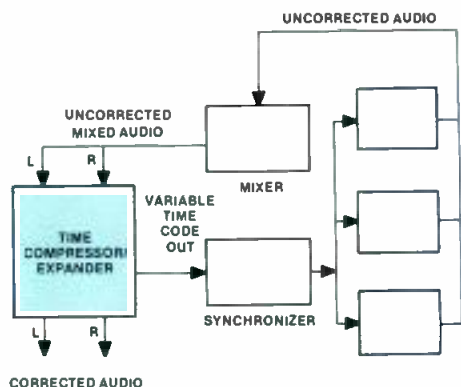 UNCORRECTED AUDIO
UNCORRECTED
MIXED AUDIO
L
R
MIXER
VARIABLE
TIME
CODE
OUT
TIME
COMPRESSOR/
EXPANDER
SYNCHRONIZER
L
R
CORRECTED AUDIO